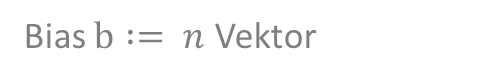 Bias b := n Vektor